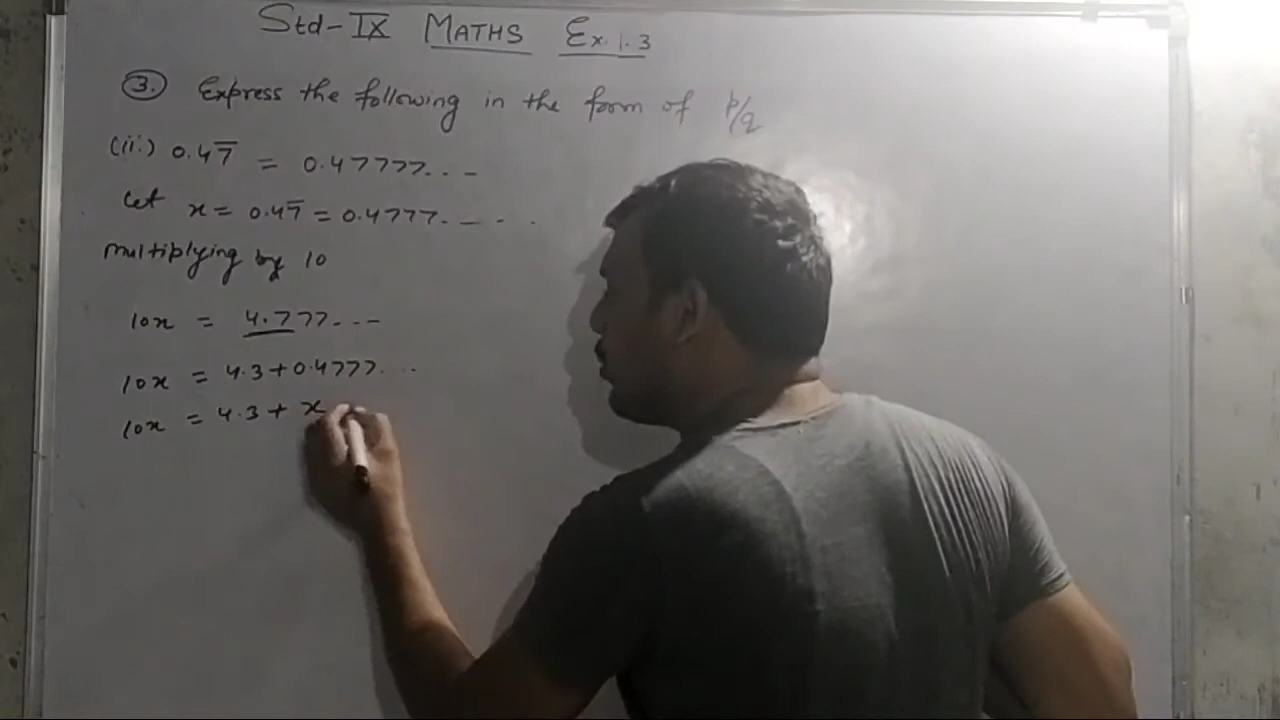 Std-IX MATHS Ex. 1.3
3. Express the following in the form of p/q
(ii.) 0.47̅ = 0.47777...-
Let x = 0.47̅ = 0.4777.----
multiplying by 10
10x = 4.777---
10x = 4.3+0.4777...
10x = 4.3+ x